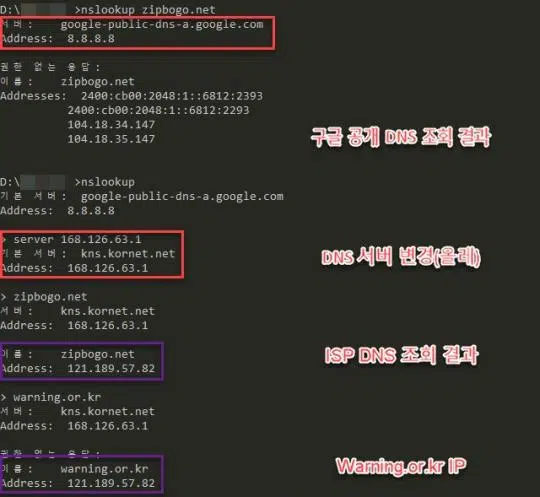 D:\ >nslookup zipbogo.net
서버 : google-public-dns-a.google.com
Address: 8.8.8.8
권한 없는 응답 :
이름 : zipbogo.net
Addresses: 2400:cb00:2048:1::6812:2393
2400:cb00:2048:1::6812:2293
104.18.34.147
104.18.35.147
구글 공개 DNS 조회 결과
D:\ >nslookup
기본 서버 : google-public-dns-a.google.com
Address: 8.8.8.8
> server 168.126.63.1
기본 서버 : kns.kornet.net
Address: 168.126.63.1
DNS 서버 변경(올레)
> zipbogo.net
서버 : kns.kornet.net
Address: 168.126.63.1
이름 : zipbogo.net
Address: 121.189.57.82
ISP DNS 조회 결과
> warning.or.kr
서버 : kns.kornet.net
Address: 168.126.63.1
권한 없는 응답 :
이름 : warning.or.kr
Address: 121.189.57.82
Warning.or.kr IP